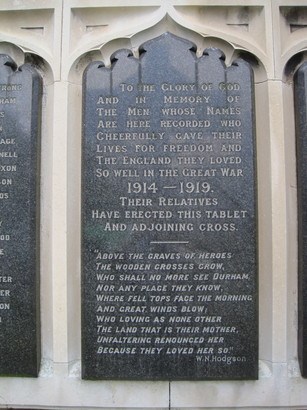 To the Glory of God
and in memory of
The Men whose Names
are here recorded who
cheerfully gave their
lives for freedom and
the England they loved
so well in the Great War
1914 — 1919.
Their Relatives
have erected this tablet
and adjoining cross.
"Above the graves of heroes
The wooden crosses grow,
Who shall no more see Durham
Nor any place they know,
Where fell tops face the morning
And great winds blow;
Who loving as none other
The land that is their mother,
Unfaltering renounced her
Because they loved her so."
W.N.Hodgson